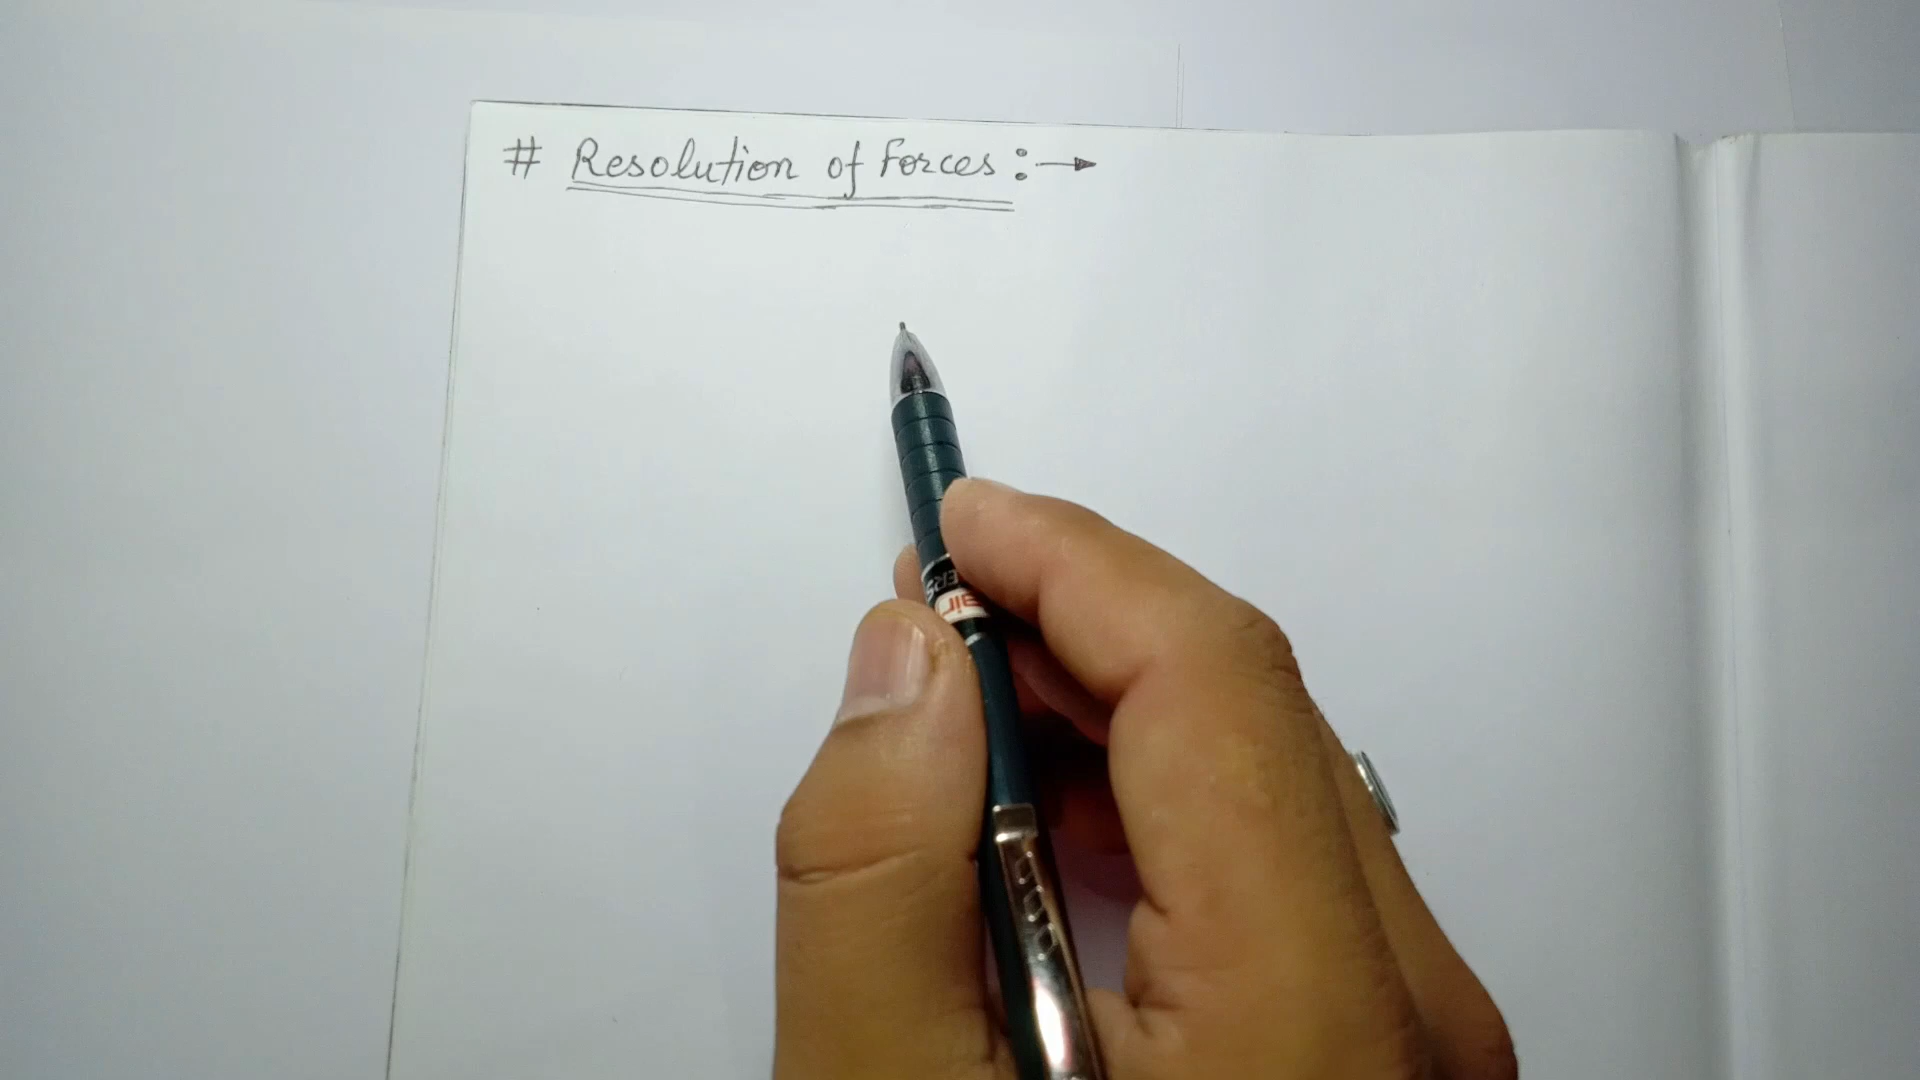 # Resolution of Forces :→